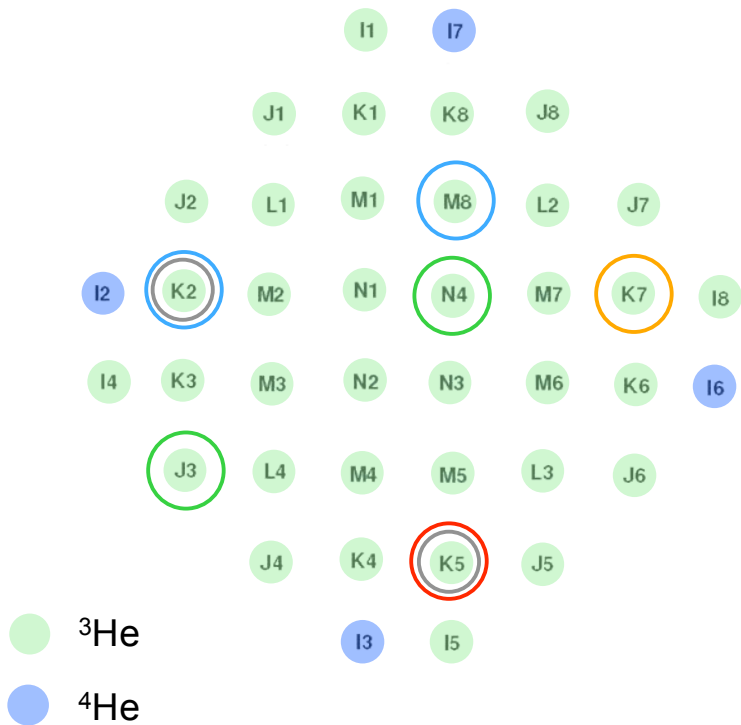 I1 I7
J1 K1 K8 J8
J2 L1 M1 M8 L2 J7
I2 K2 M2 N1 N4 M7 K7 I8
I4 K3 M3 N2 N3 M6 K6 I6
J3 L4 M4 M5 L3 J6
J4 K4 K5 J5
I3 I5
³He
⁴He